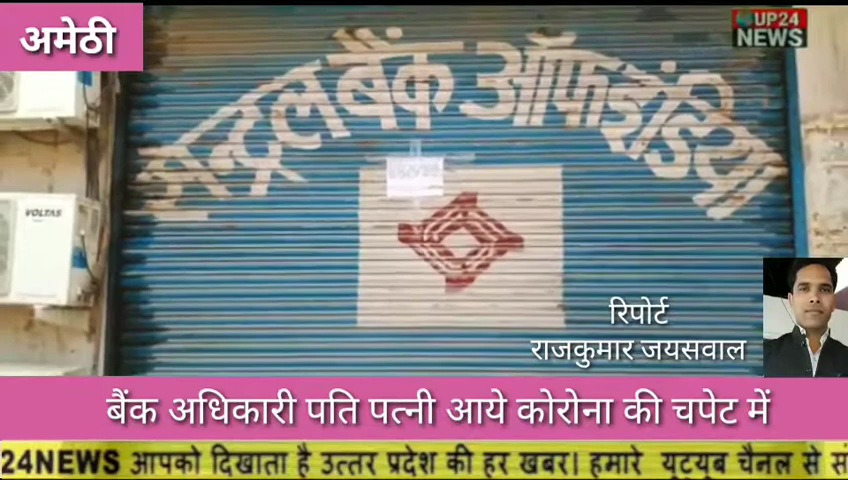 अमेठी
UP24
NEWS
सेन्ट्रल बैंक ऑफ इंडिया
VOLTAS
रिपोर्ट
राजकुमार जयसवाल
बैंक अधिकारी पति पत्नी आये कोरोना की चपेट में
24NEWS आपको दिखाता है उत्तर प्रदेश की हर खबर। हमारे यूट्यूब चैनल से